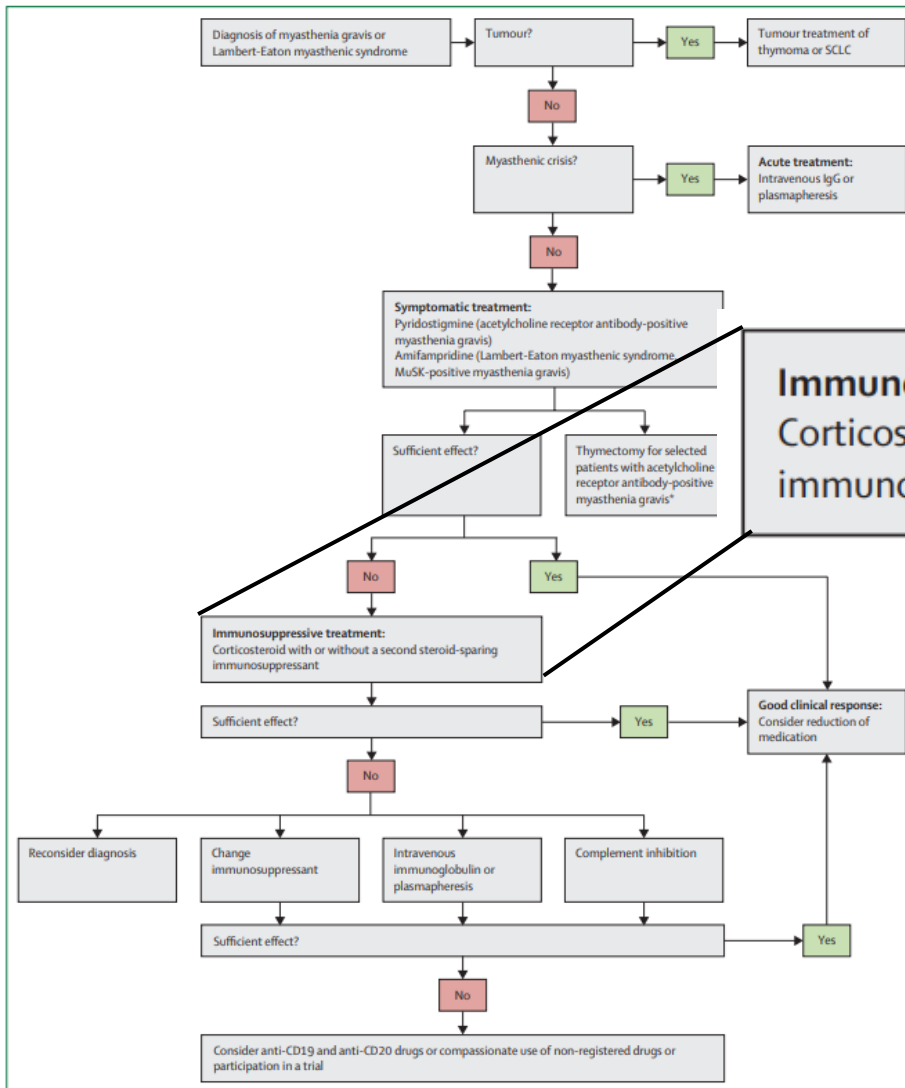 Diagnosis of myasthenia gravis or
Lambert-Eaton myasthenic syndrome
Tumour?
Yes
Tumour treatment of
thymoma or SCLC
No
Myasthenic crisis?
Yes
Acute treatment:
Intravenous IgG or
plasmapheresis
No
Symptomatic treatment:
Pyridostigmine (acetylcholine receptor antibody-positive
myasthenia gravis)
Amifampridine (Lambert-Eaton myasthenic syndrome
MuSK-positive myasthenia gravis)
Immuno
Corticos
immuno
Sufficient effect?
Thymectomy for selected
patients with acetylcholine
receptor antibody-positive
myasthenia gravis*
No
Yes
Immunosuppressive treatment:
Corticosteroid with or without a second steroid-sparing
immunosuppressant
Sufficient effect?
Yes
Good clinical response:
Consider reduction of
medication
No
Reconsider diagnosis
Change
immunosuppressant
Intravenous
immunoglobulin or
plasmapheresis
Complement inhibition
Sufficient effect?
Yes
No
Consider anti-CD19 and anti-CD20 drugs or compassionate use of non-registered drugs or
participation in a trial